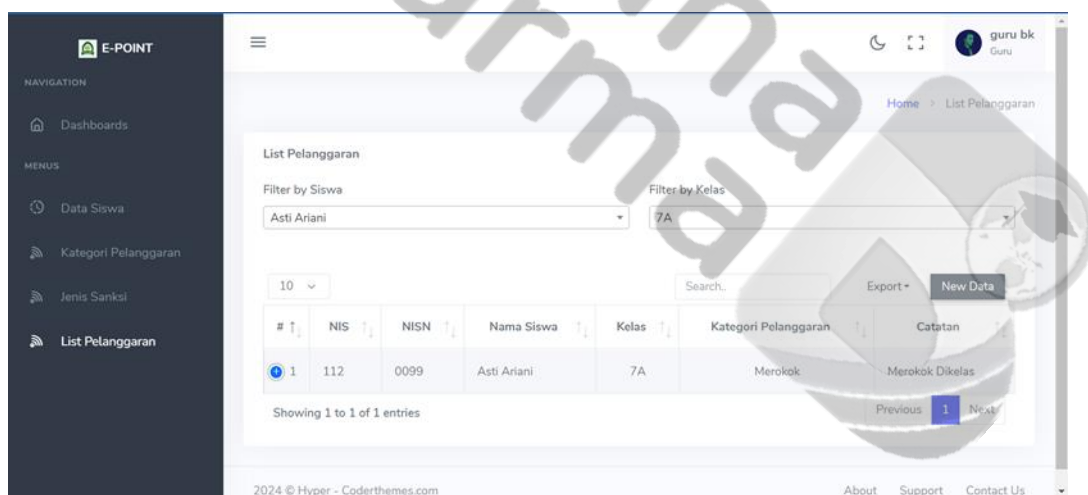 E-POINT
guru bk
Guru
NAVIGATION
Home > List Pelanggaran
Dashboards
MENUS
List Pelanggaran
Filter by Siswa Filter by Kelas
Data Siswa
Asti Ariani 7A
Kategori Pelanggaran
10 Search.. Export New Data
Jenis Sanksi
# NIS NISN Nama Siswa Kelas Kategori Pelanggaran Catatan
List Pelanggaran
1 112 0099 Asti Ariani 7A Merokok Merokok Dikelas
Showing 1 to 1 of 1 entries Previous 1 Next
2024 © Hyper - Coderthemes.com About Support Contact Us